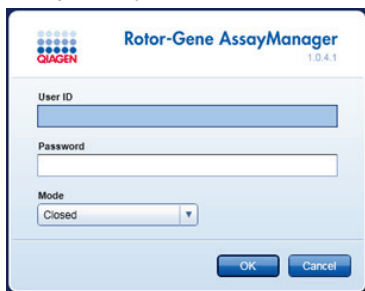 Rotor-Gene AssayManager
QIAGEN
1.0.4.1
User ID
Password
Mode
Closed
OK Cancel